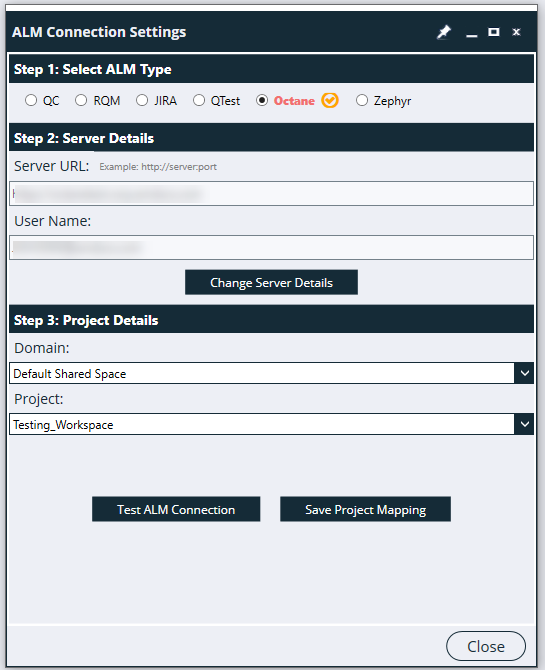 ALM Connection Settings
Step 1: Select ALM Type
QC RQM JIRA QTest Octane Zephyr
Step 2: Server Details
Server URL: Example: http://server:port
User Name:
Change Server Details
Step 3: Project Details
Domain:
Default Shared Space
Project:
Testing_Workspace
Test ALM Connection Save Project Mapping
Close